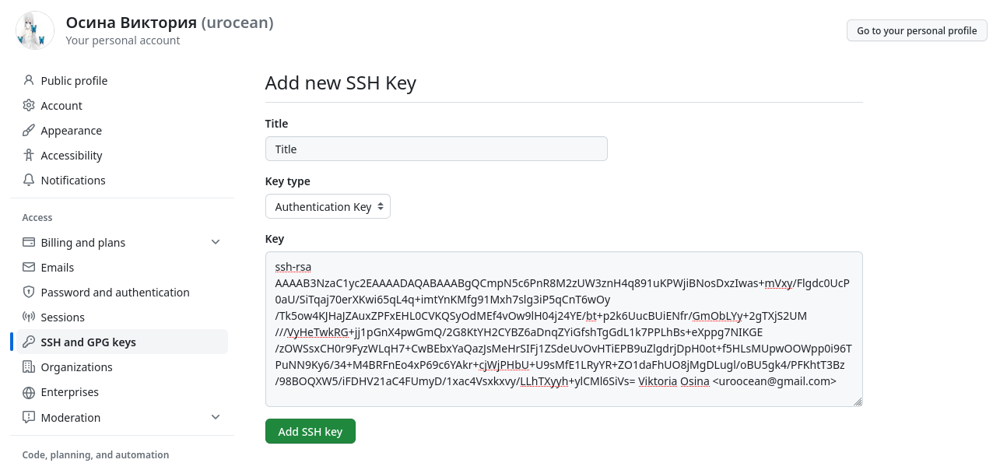 Осина Виктория (urocean)
Your personal account
Go to your personal profile
Public profile
Account
Appearance
Accessibility
Notifications
Access
Billing and plans
Emails
Password and authentication
Sessions
SSH and GPG keys
Organizations
Enterprises
Moderation
Code, planning, and automation
Add new SSH Key
Title
Title
Key type
Authentication Key
Key
ssh-rsa
AAAAB3NzaC1yc2EAAAADAQABAAABgQCmpN5c6PnR8M2zUW3znH4q891uKPWjiBNosDxzIwas+mVxy/Flgdc0UcP
0aU/SiTqaj70erXKwi65qL4q+imtYnKMfg91Mxh7slg3iP5qCnT6wOy
/Tk5ow4KJHaJZAuxZPFxEHL0CVKQSyOdMEf4vOw9lH04j24YE/bt+p2k6UucBUiENfr/GmObLYy+2gTXjS2UM
///VyHeTwkRG+jj1pGnX4pwGmQ/2G8KtYH2CYBZ6aDnqZYiGfshTgGdL1k7PPLhBs+eXppg7NIKGE
/zOWSsxCH0r9FyzWLqH7+CwBEbxYaQazJsMeHrSIFj1ZSdeUvOvHTiEPB9uZlgdrjDpH0ot+f5HLsMUpwOOWpp0i96T
PuNN9Ky6/34+M4BRFnEo4xP69c6YAkr+cjWjPHbU+U9sMfE1LRyYR+ZO1daFhUO8jMgDLugl/oBU5gk4/PFKhtT3Bz
/98BOQXW5/iFDHV21aC4FUmyD/1xac4Vsxkxvy/LLhTXyyh+ylCMl6SiVs= Viktoria Osina <uroocean@gmail.com>
Add SSH key